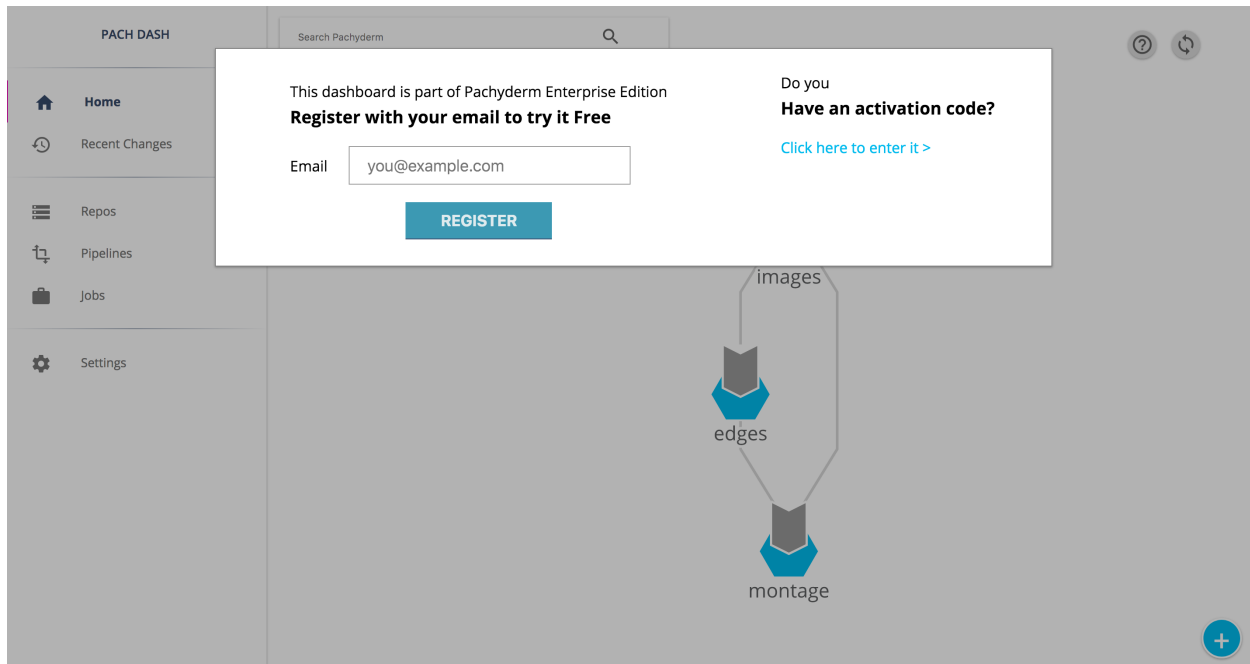 PACH DASH
Search Pachyderm
Home
Recent Changes
Repos
Pipelines
Jobs
Settings
This dashboard is part of Pachyderm Enterprise Edition
Register with your email to try it Free
Email
you@example.com
REGISTER
Do you
Have an activation code?
Click here to enter it >
images
edges
montage